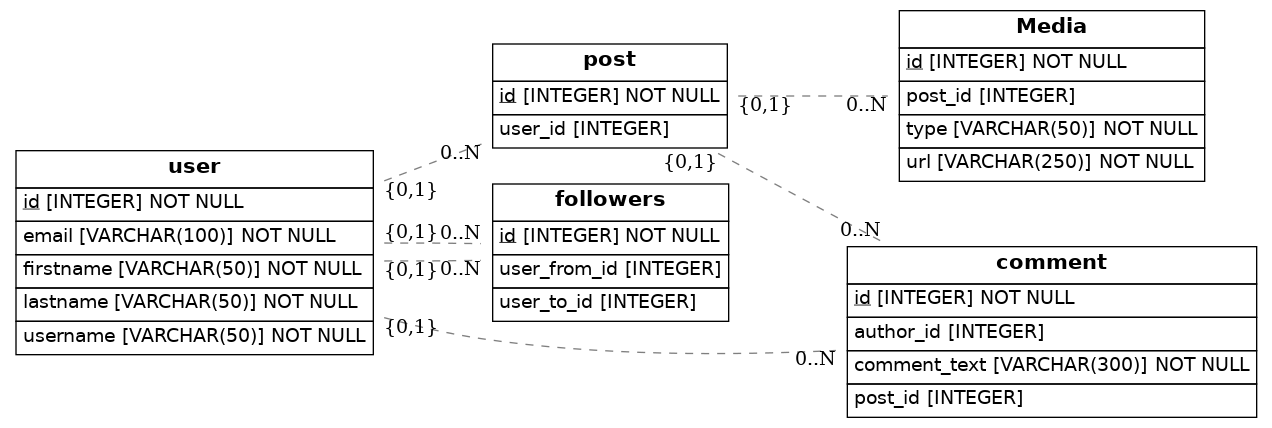 user
id [INTEGER] NOT NULL
email [VARCHAR(100)] NOT NULL
firstname [VARCHAR(50)] NOT NULL
lastname [VARCHAR(50)] NOT NULL
username [VARCHAR(50)] NOT NULL
{0,1}
0..N
{0,1}
0..N
{0,1}
0..N
{0,1}
0..N
post
id [INTEGER] NOT NULL
user_id [INTEGER]
{0,1}
0..N
{0,1}
0..N
followers
id [INTEGER] NOT NULL
user_from_id [INTEGER]
user_to_id [INTEGER]
Media
id [INTEGER] NOT NULL
post_id [INTEGER]
type [VARCHAR(50)] NOT NULL
url [VARCHAR(250)] NOT NULL
comment
id [INTEGER] NOT NULL
author_id [INTEGER]
comment_text [VARCHAR(300)] NOT NULL
post_id [INTEGER]